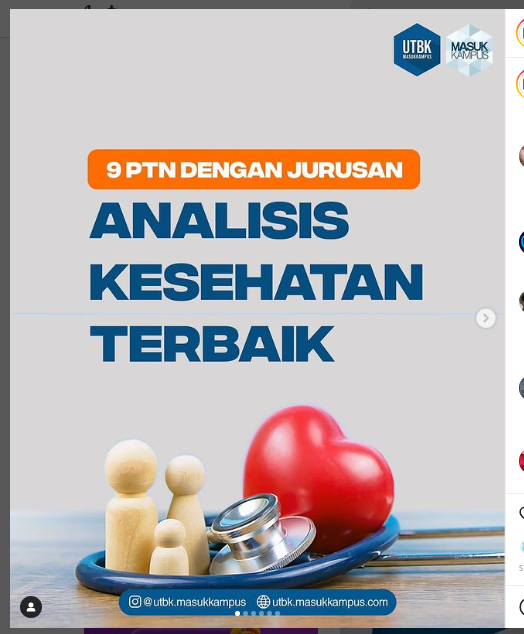 UTBK
MASUKKAMPUS
MASUK
KAMPUS
9 PTN DENGAN JURUSAN
ANALISIS
KESEHATAN
TERBAIK
@utbk.masukkampus utbk.masukkampus.com